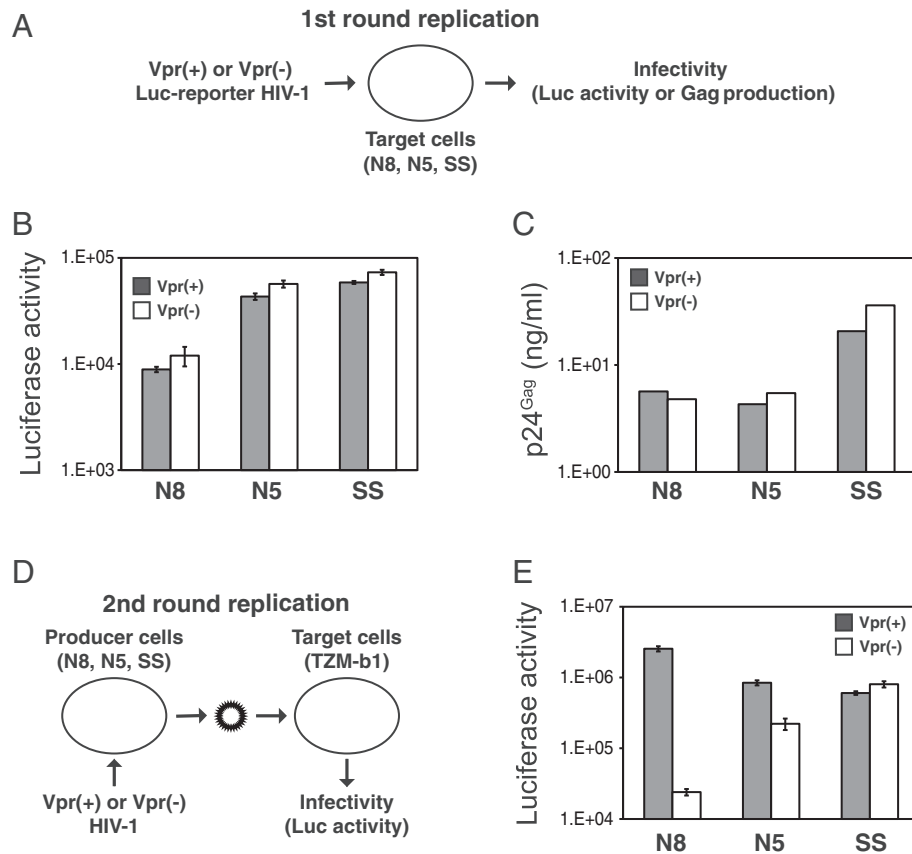 A
1st round replication
Vpr(+) or Vpr(-)
Luc-reporter HIV-1
Target cells
(N8, N5, SS)
Infectivity
(Luc activity or Gag production)
B
Luciferase activity
1.E+05
1.E+04
1.E+03
Vpr(+)
Vpr(-)
N8 N5 SS
C
p24Gag (ng/ml)
1.E+02
1.E+01
1.E+00
Vpr(+)
Vpr(-)
N8 N5 SS
D
2nd round replication
Producer cells
(N8, N5, SS)
Target cells
(TZM-b1)
Vpr(+) or Vpr(-)
HIV-1
Infectivity
(Luc activity)
E
Luciferase activity
1.E+07
1.E+06
1.E+05
1.E+04
Vpr(+)
Vpr(-)
N8 N5 SS